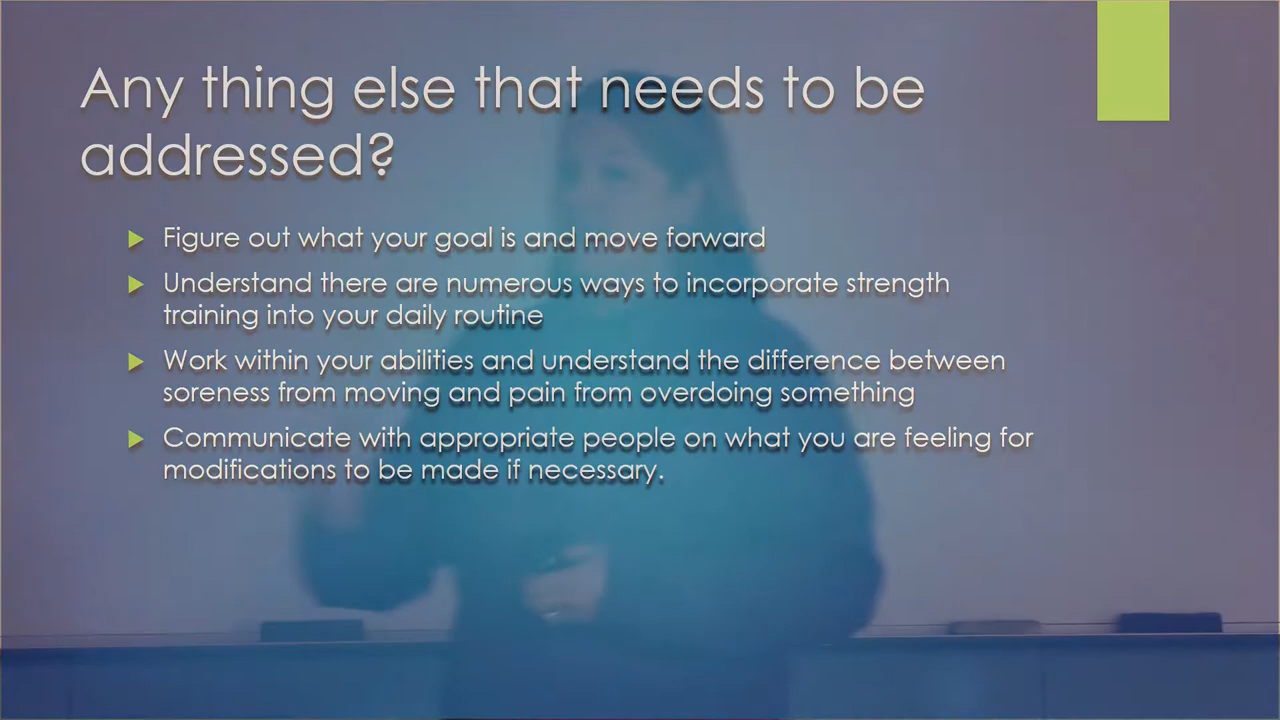 Any thing else that needs to be
addressed?
Figure out what your goal is and move forward
Understand there are numerous ways to incorporate strength
training into your daily routine
Work within your abilities and understand the difference between
soreness from moving and pain from overdoing something
Communicate with appropriate people on what you are feeling for
modifications to be made if necessary.